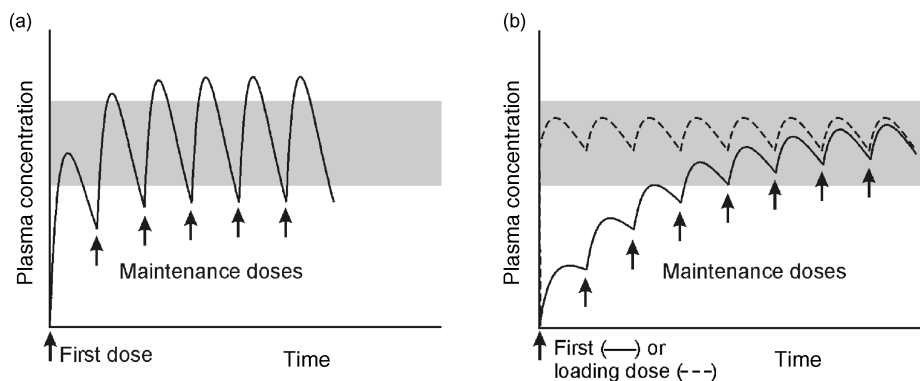 (a)
Plasma concentration
Maintenance doses
First dose
Time
(b)
Plasma concentration
Maintenance doses
First (——) or
loading dose (---)
Time